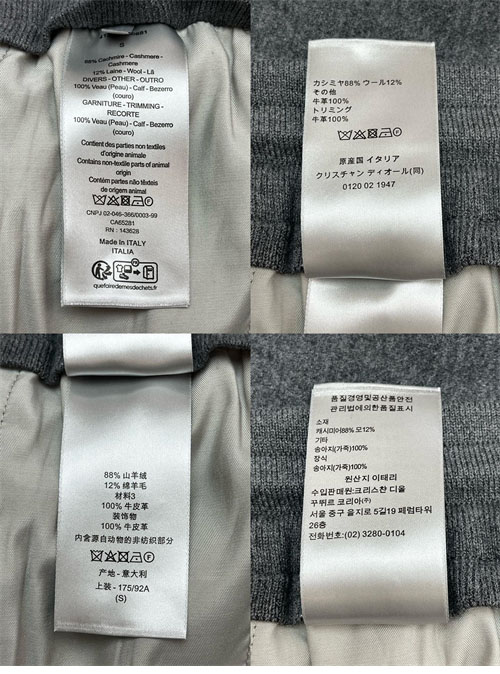 S
88% Cachmire - Cashmere -
Cashmere
12% Laine - Wool - Lã
DIVERS - OTHER - OUTRO
100% Veau (Peau) - Calf - Bezerro
(couro)
GARNITURE - TRIMMING -
RECORTE
100% Veau (Peau) - Calf - Bezerro
(couro)
Contient des parties non textiles
d'origine animale
Contains non-textile parts of animal
origin
Contém partes não têxteis
de origem animal
CNPJ 02-046-366/0003-99
CA65281
RN : 143628
Made in ITALY
ITALIA
FR
quefairedemesdechets.fr
カシミヤ88% ウール12%
その他
牛革100%
トリミング
牛革100%
F
原産国 イタリア
クリスチャン ディオール(同)
0120 02 1947
88% 山羊绒
12% 绵羊毛
材料3
100% 牛皮革
装饰物
100% 牛皮革
内含源自动物的非纺织部分
F
产地 - 意大利
上装 - 175/92A
(S)
품질경영및공산품안전
관리법에의한품질표시
소재
캐시미어88% 모12%
기타
송아지(가죽)100%
장식
송아지(가죽)100%
원산지 이태리
수입판매원:크리스챤 디올
꾸뛰르 코리아(주)
서울 중구 을지로 5길19 페럼타워
26층
전화번호:(02) 3280-0104